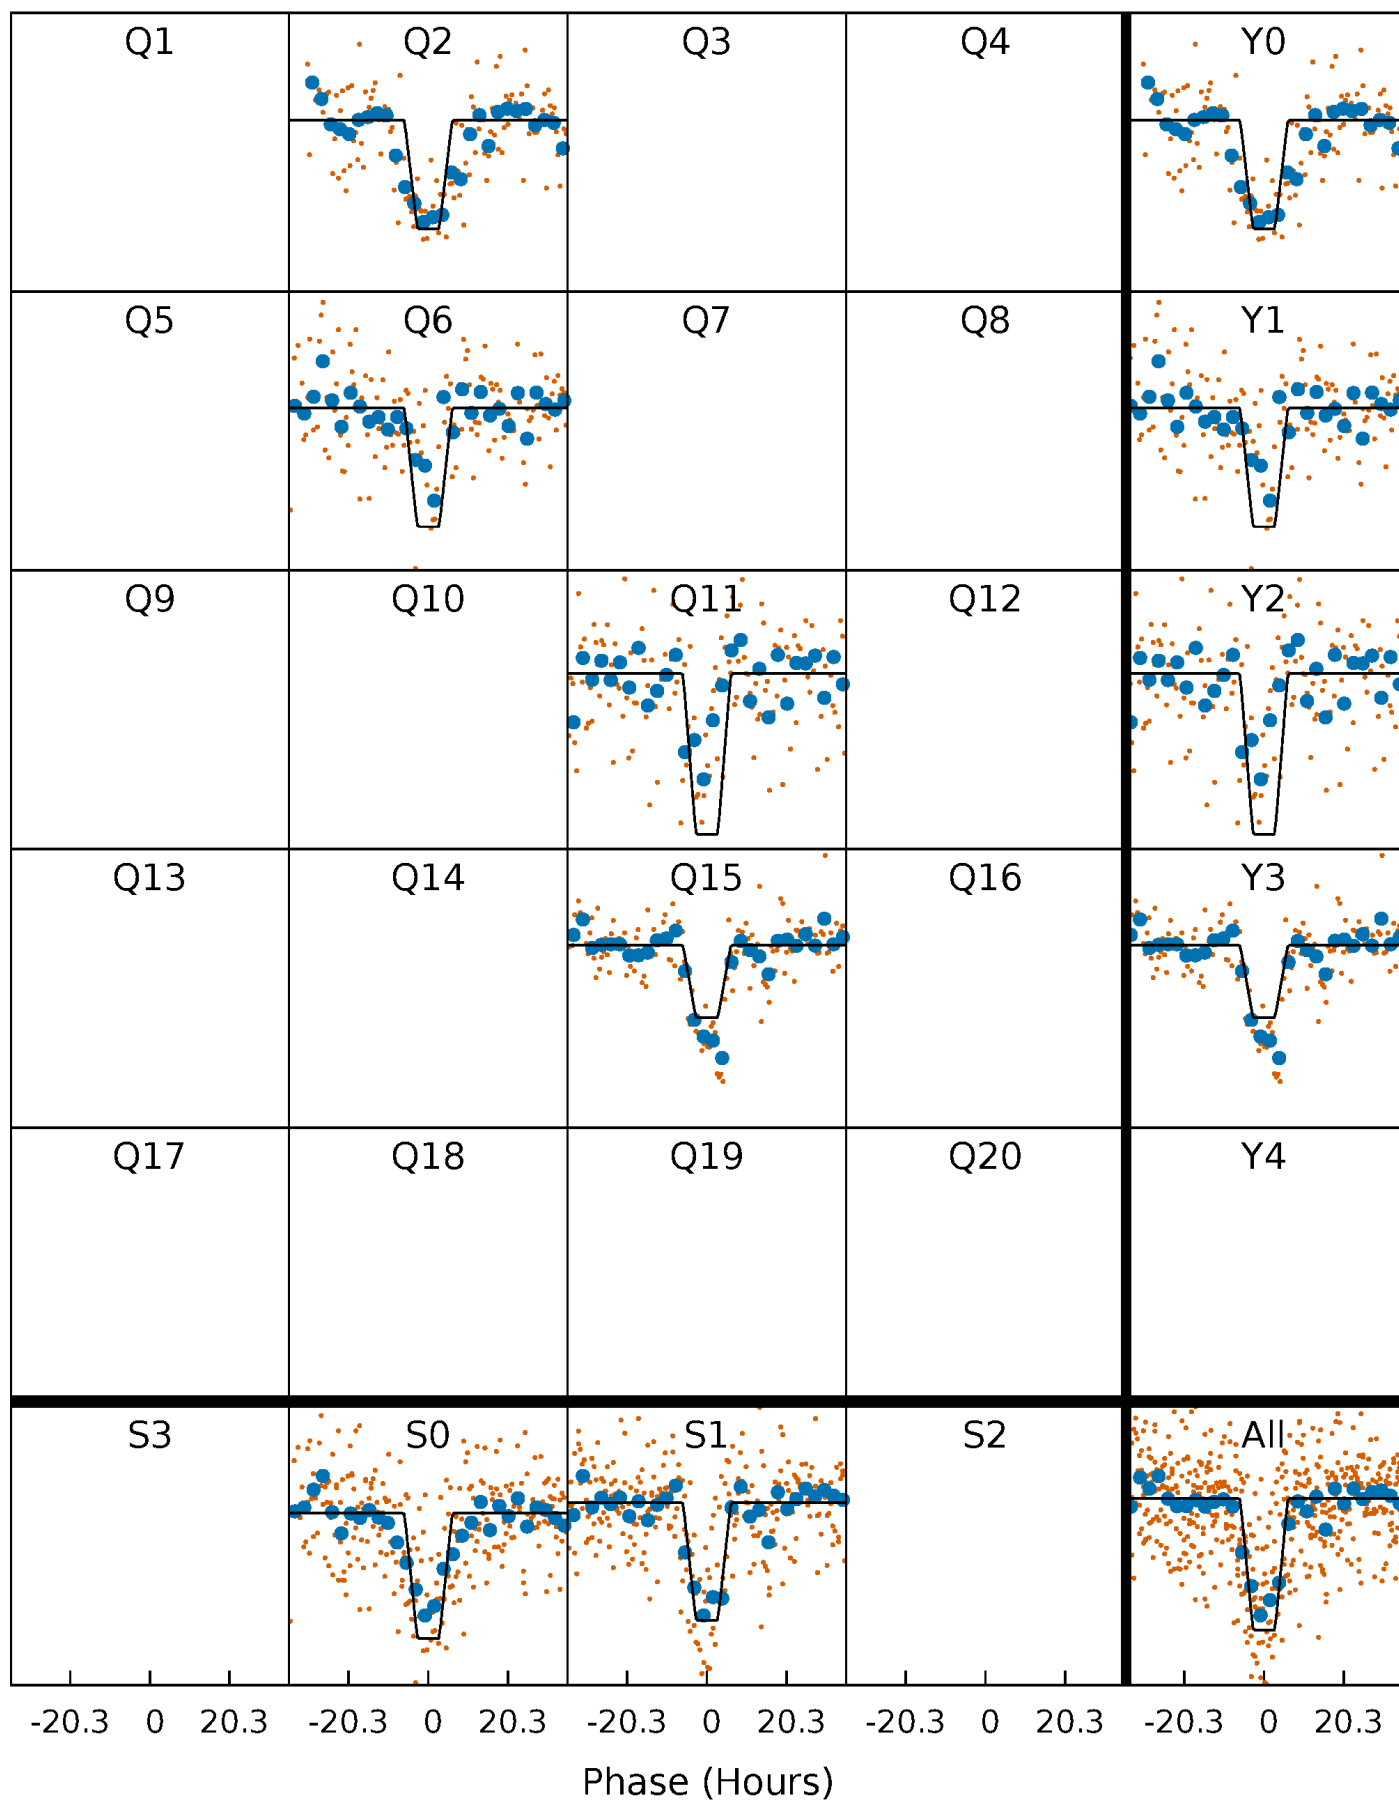 Q1 Q2 Q3 Q4 Y0
Q5 Q6 Q7 Q8 Y1
Q9 Q10 Q11 Q12 Y2
Q13 Q14 Q15 Q16 Y3
Q17 Q18 Q19 Q20 Y4
S3 S0 S1 S2 All
-20.3 0 20.3 -20.3 0 20.3 -20.3 0 20.3 -20.3 0 20.3 -20.3 0 20.3
Phase (Hours)